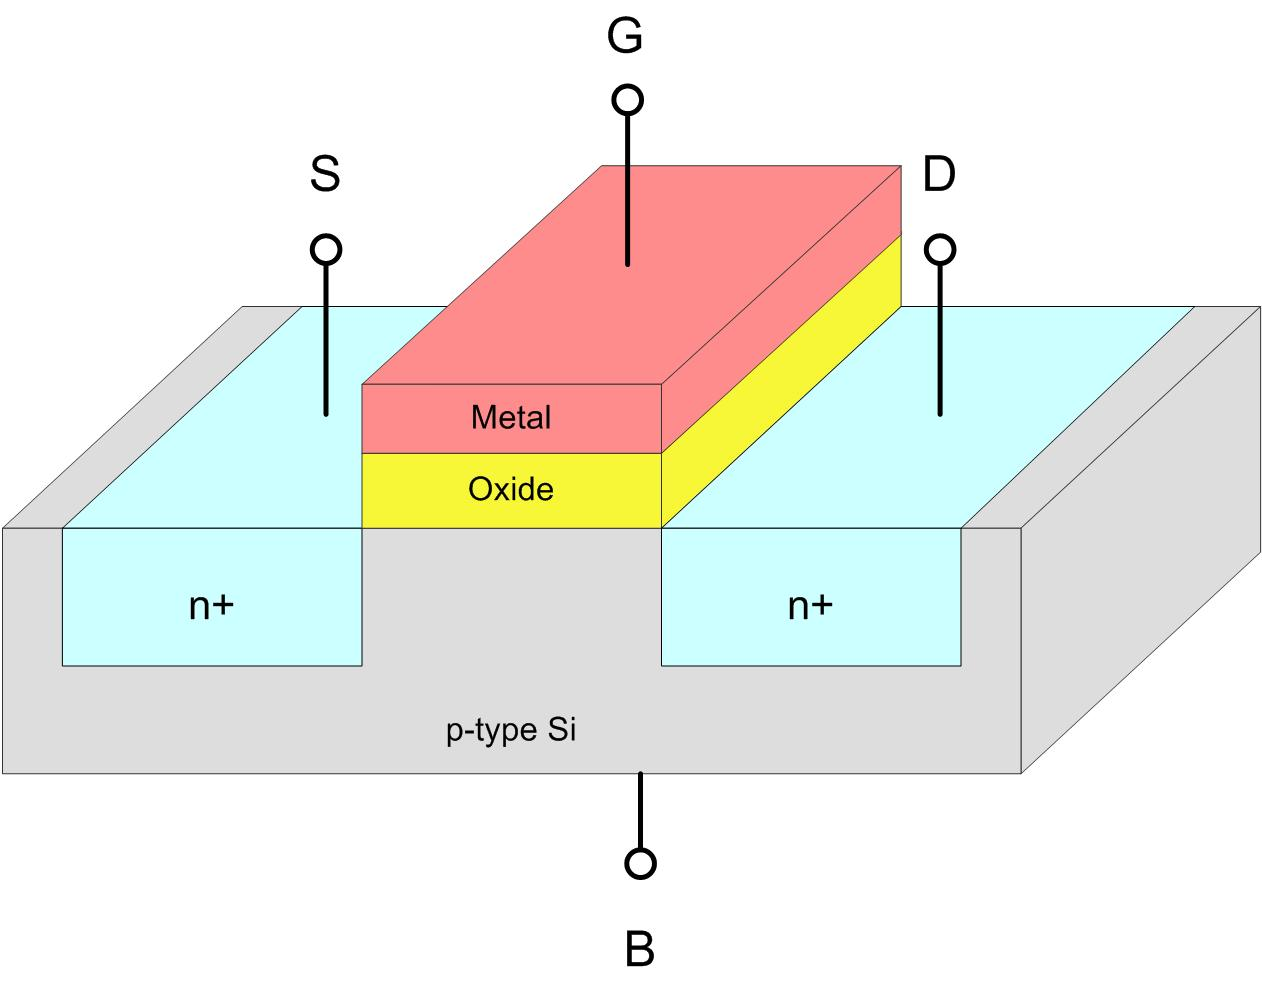 G
S
D
Metal
Oxide
n+
n+
p-type Si
B